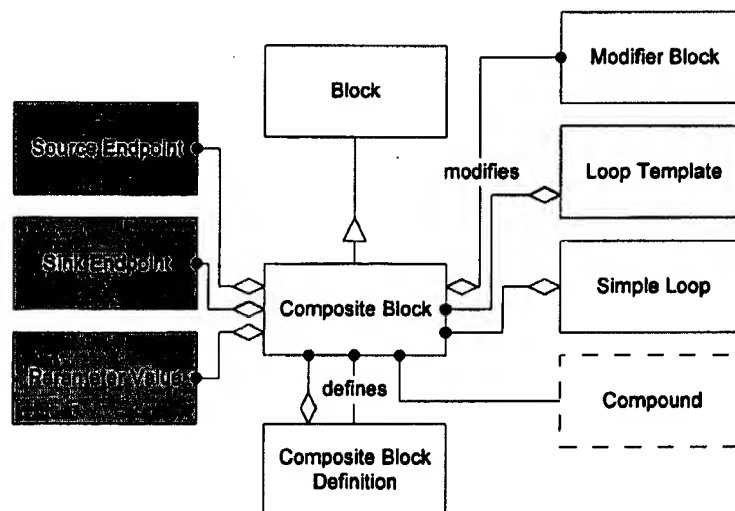 Modifier Block
Block
Source Endpoint
modifies
Loop Template
Sink Endpoint
Composite Block
Simple Loop
Parameter Value
defines
Compound
Composite Block
Definition